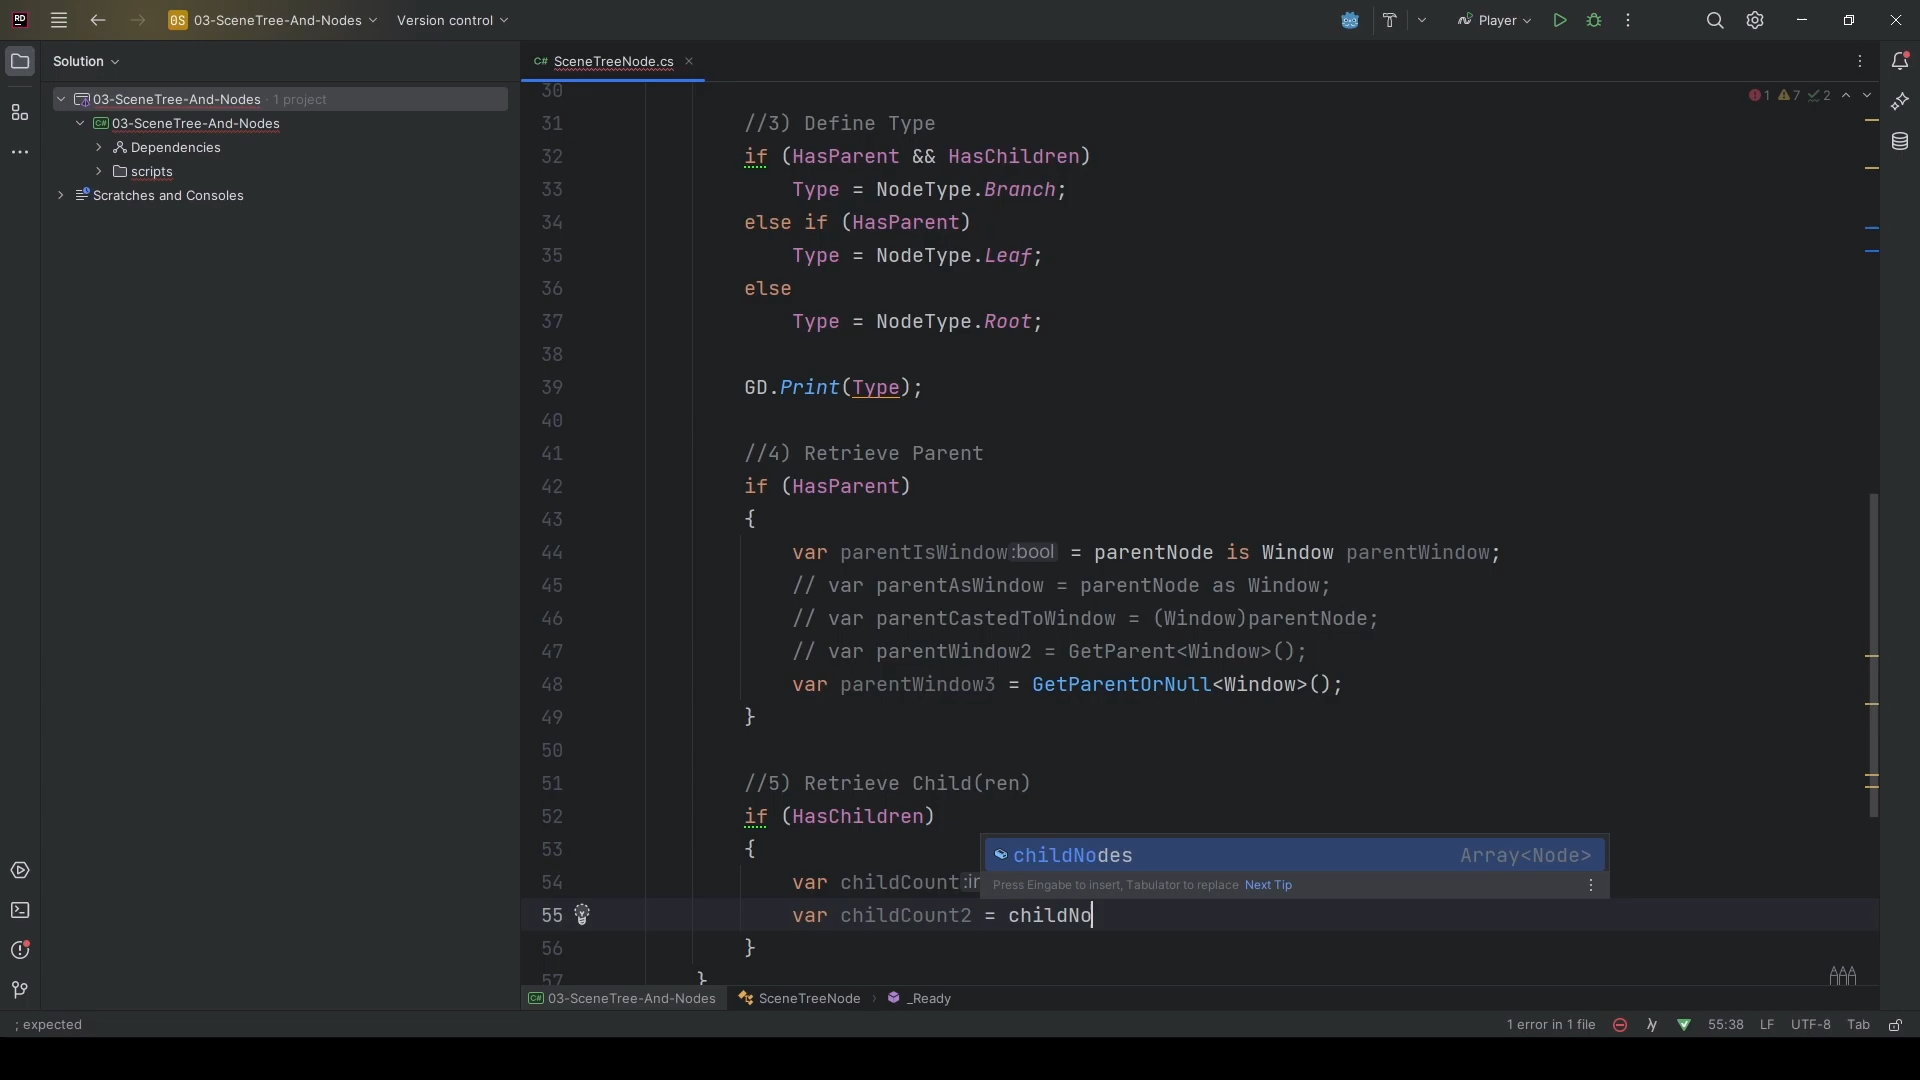 RD
0S 03-SceneTree-And-Nodes
Version control
Player
Solution
C# SceneTreeNode.cs
03-SceneTree-And-Nodes · 1 project
C# 03-SceneTree-And-Nodes
Dependencies
scripts
Scratches and Consoles
1 7 2
30
31 //3) Define Type
32 if (HasParent && HasChildren)
33 Type = NodeType.Branch;
34 else if (HasParent)
35 Type = NodeType.Leaf;
36 else
37 Type = NodeType.Root;
38
39 GD.Print(Type);
40
41 //4) Retrieve Parent
42 if (HasParent)
43 {
44 var parentIsWindow :bool = parentNode is Window parentWindow;
45 // var parentAsWindow = parentNode as Window;
46 // var parentCastedToWindow = (Window)parentNode;
47 // var parentWindow2 = GetParent<Window>();
48 var parentWindow3 = GetParentOrNull<Window>();
49 }
50
51 //5) Retrieve Child(ren)
52 if (HasChildren)
53 {
childNodes Array<Node>
Press Eingabe to insert, Tabulator to replace Next Tip
54 var childCount
55 var childCount2 = childNo
56 }
57 }
C# 03-SceneTree-And-Nodes SceneTreeNode _Ready
; expected
1 error in 1 file
55:38 LF UTF-8 Tab